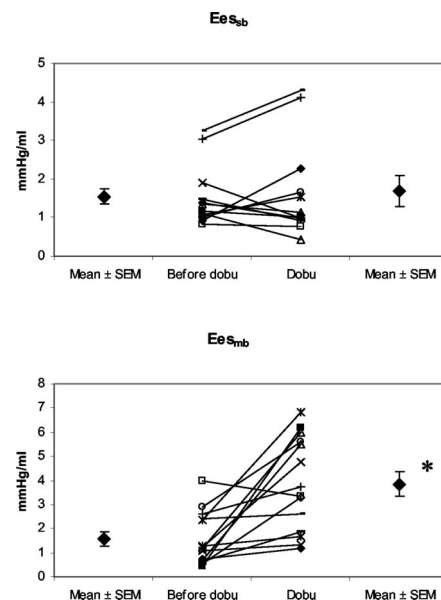 Ees_sb
5
4
3
2
1
0
mmHg/ml
Mean ± SEM Before dobu Dobu Mean ± SEM
Ees_mb
8
7
6
5
4
3
2
1
0
mmHg/ml
*
Mean ± SEM Before dobu Dobu Mean ± SEM